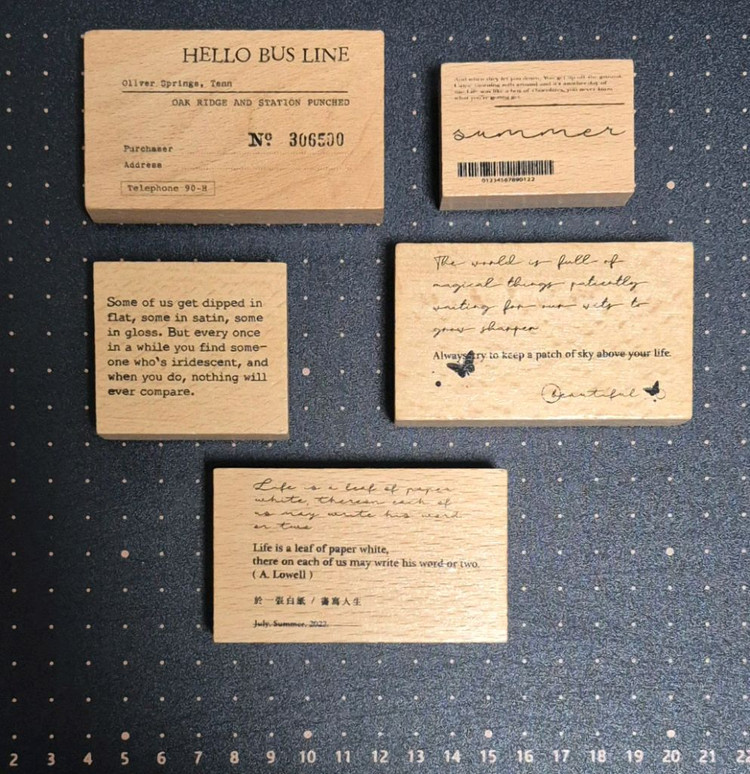 HELLO BUS LINE
Oliver Springs, Tenn
OAK RIDGE AND STATION PUNCHED
Nº 306500
Purchaser
Address
Telephone 90-H
summer
Some of us get dipped in
flat, some in satin, some
in gloss. But every once
in a while you find some-
one who's iridescent, and
when you do, nothing will
ever compare.
The world is full of
magical things patiently
waiting for our wits to
grow sharper
Always try to keep a patch of sky above your life.
beautiful
Life is a leaf of paper
white, thereon each of
us may write his word
or two
Life is a leaf of paper white,
there on each of us may write his word or two.
( A. Lowell )
於一張白紙 / 書寫人生
July. Summer. 2022.
2 3 4 5 6 7 8 9 10 11 12 13 14 15 16 17 18 19 20 21 22